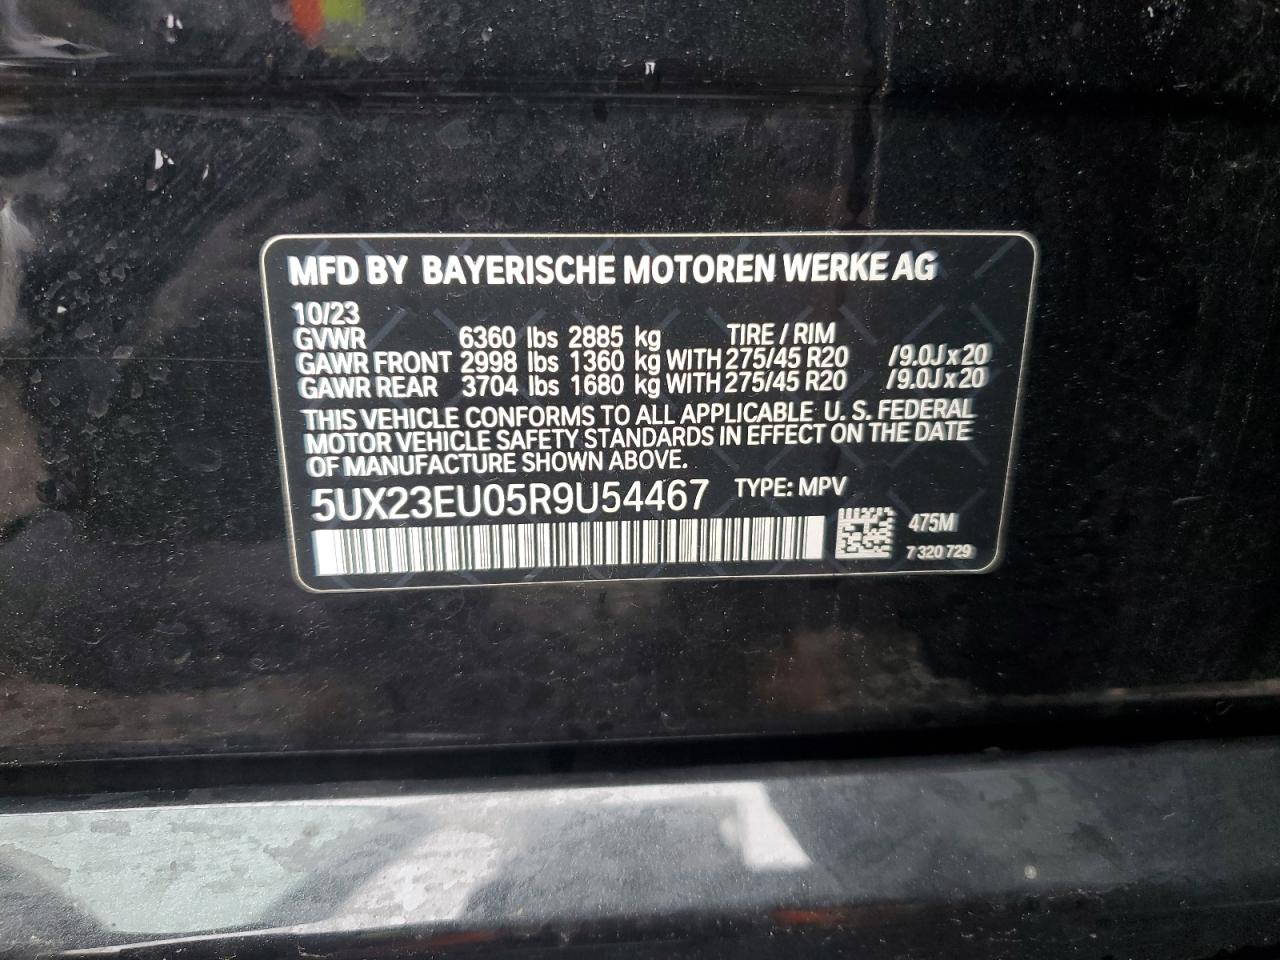 MFD BY BAYERISCHE MOTOREN WERKE AG
10/23
GVWR 6360 lbs 2885 kg TIRE / RIM
GAWR FRONT 2998 lbs 1360 kg WITH 275/45 R20 /9.0J x 20
GAWR REAR 3704 lbs 1680 kg WITH 275/45 R20 /9.0J x 20
THIS VEHICLE CONFORMS TO ALL APPLICABLE U. S. FEDERAL
MOTOR VEHICLE SAFETY STANDARDS IN EFFECT ON THE DATE
OF MANUFACTURE SHOWN ABOVE.
5UX23EU05R9U54467 TYPE: MPV
475M
7 320 729